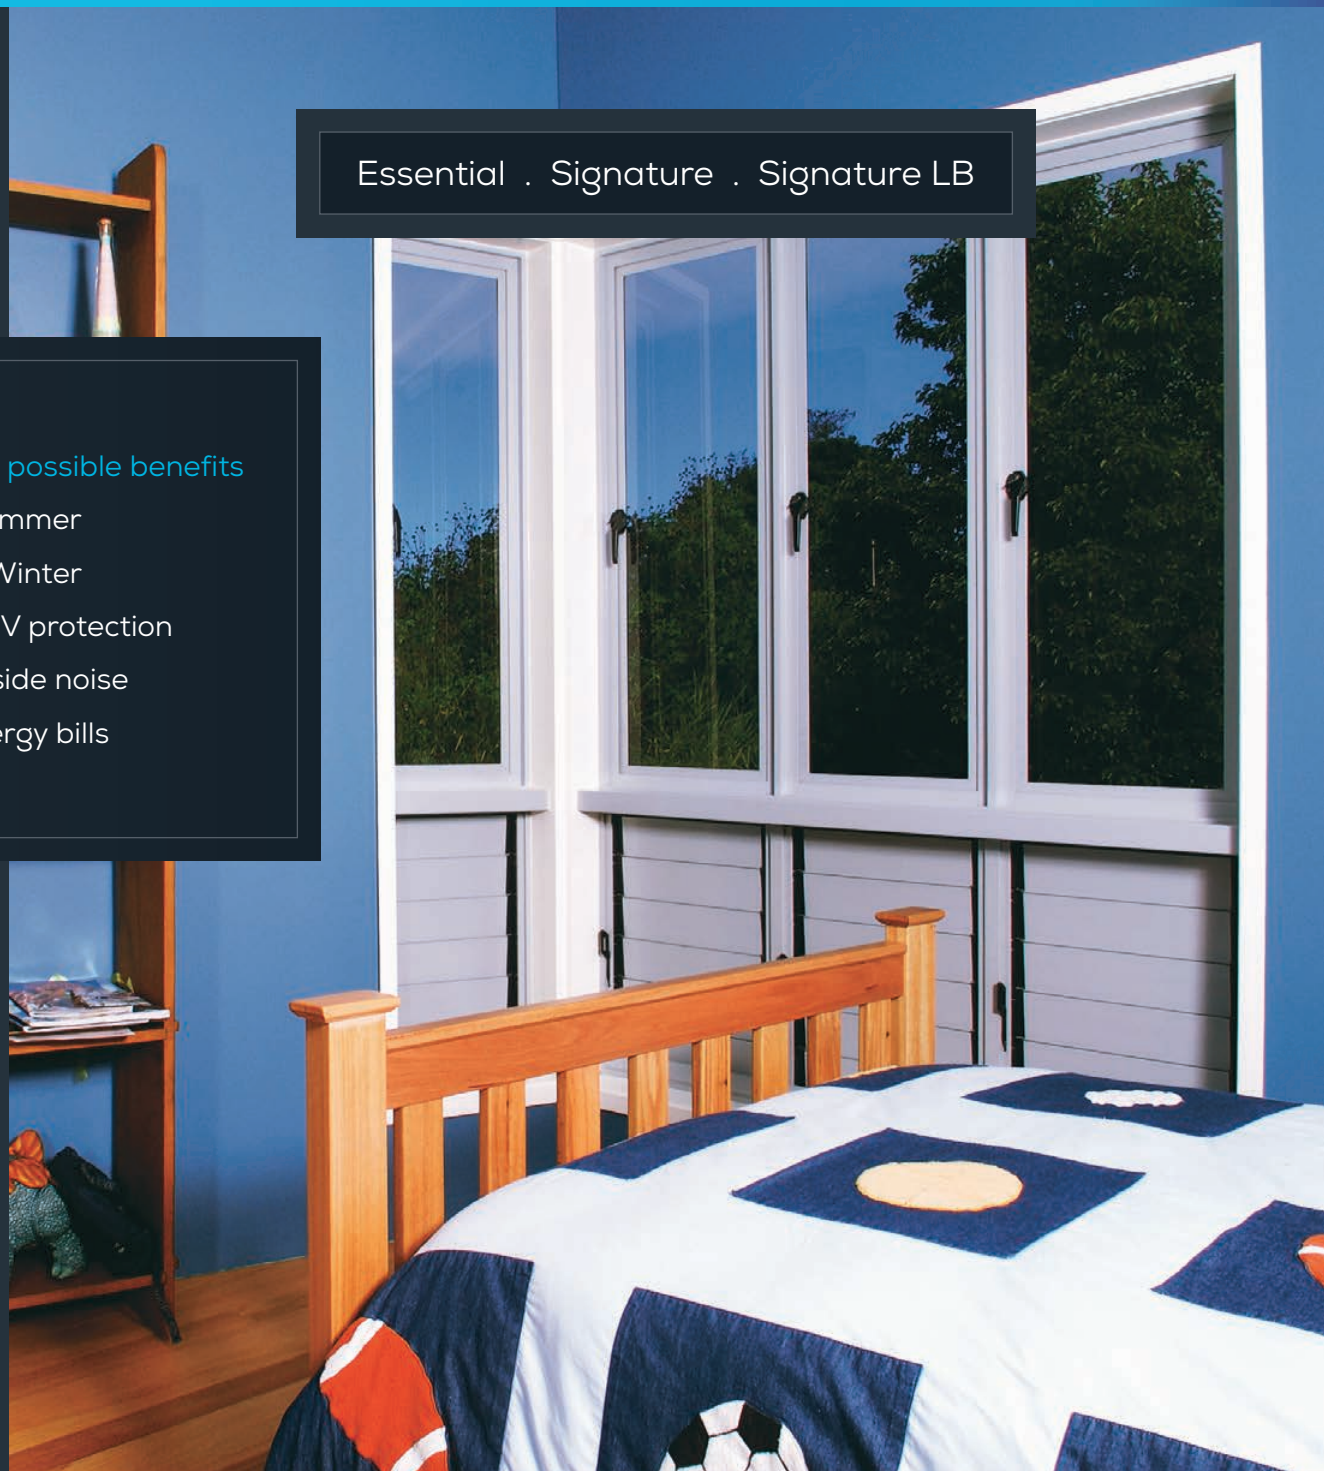 Essential . Signature . Signature LB
possible benefits
mmer
Winter
V protection
side noise
ergy bills